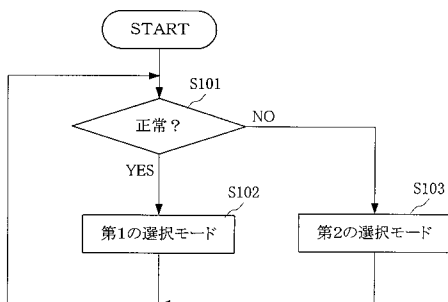 START
S101
正常？
NO
YES
S102
S103
第1の選択モード
第2の選択モード